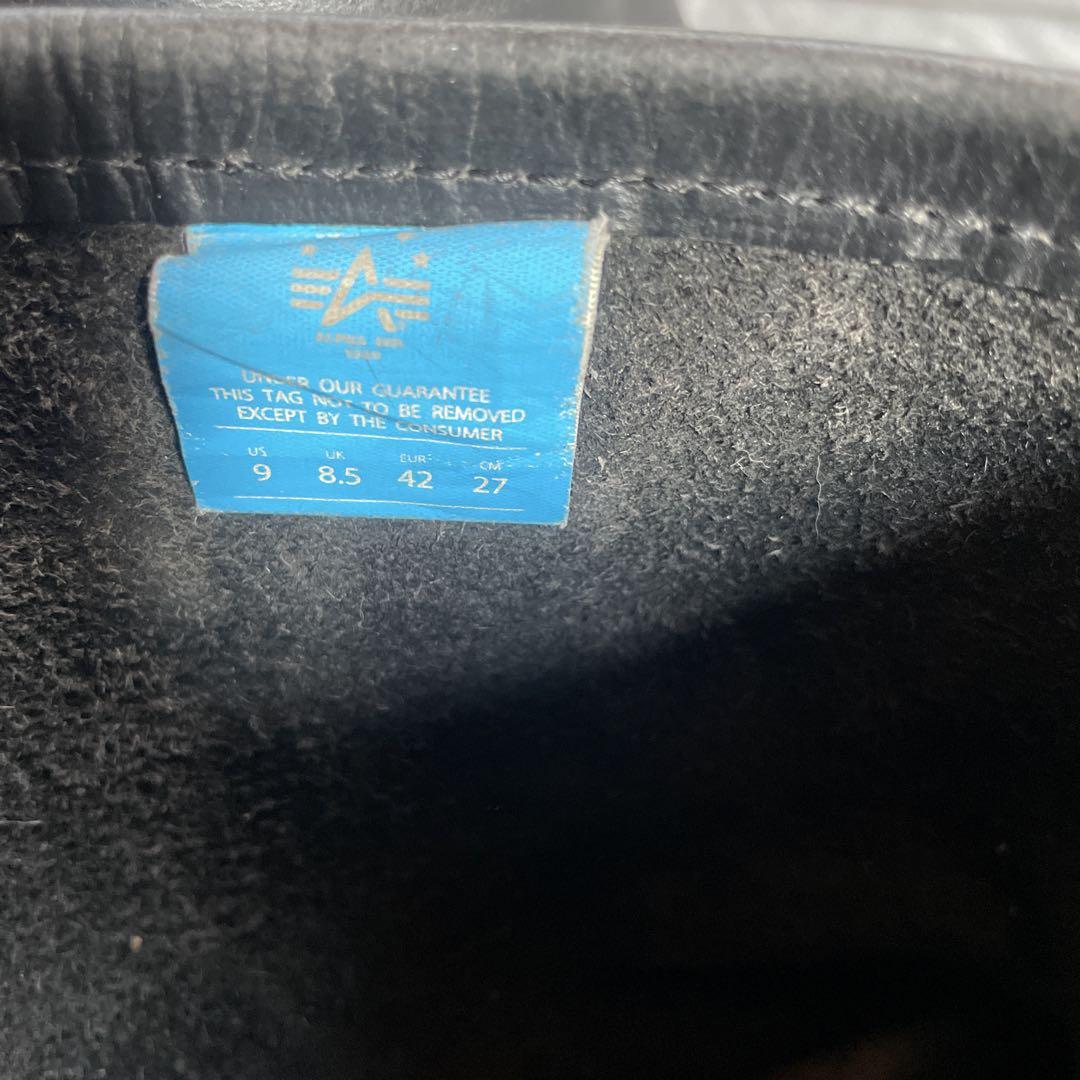 UNDER OUR GUARANTEE
THIS TAG NOT TO BE REMOVED
EXCEPT BY THE CONSUMER
US UK EUR CM
9 8.5 42 27